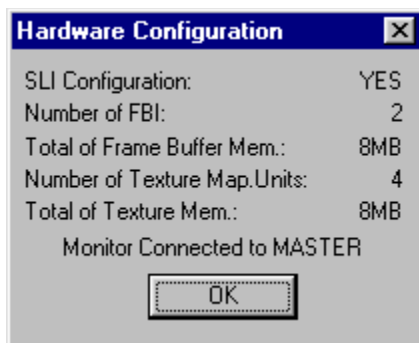 Hardware Configuration
SLI Configuration: YES
Number of FBI: 2
Total of Frame Buffer Mem.: 8MB
Number of Texture Map.Units: 4
Total of Texture Mem.: 8MB
Monitor Connected to MASTER
OK